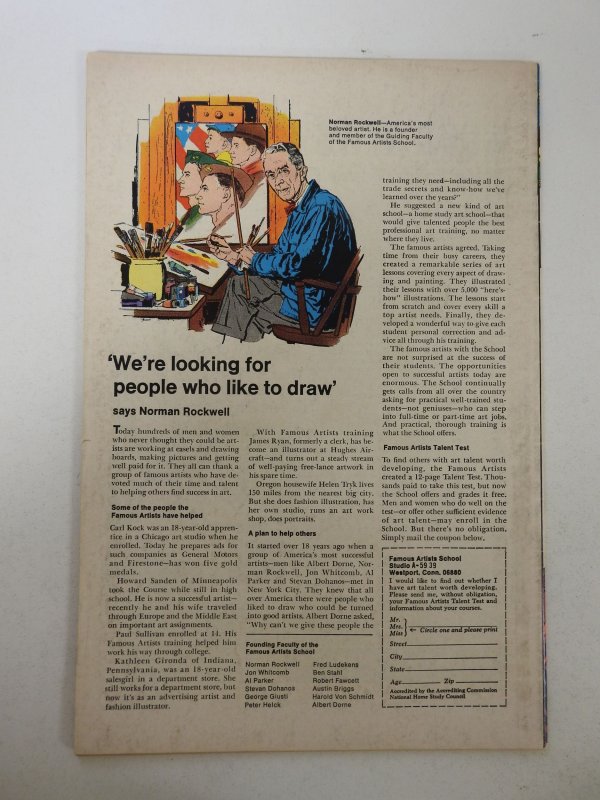 Norman Rockwell—America's most
beloved artist. He is a founder
and member of the Guiding Faculty
of the Famous Artists School.
'We're looking for
people who like to draw'
says Norman Rockwell
Today hundreds of men and women
who never thought they could be art-
ists are working at easels and drawing
boards, making pictures and getting
well paid for it. They all can thank a
group of famous artists who have de-
voted much of their time and talent
to helping others find success in art.
Some of the people the
Famous Artists have helped
Carl Kock was an 18-year-old appren-
tice in a Chicago art studio when he
enrolled. Today he prepares ads for
such companies as General Motors
and Firestone—has won five gold
medals.
Howard Sanden of Minneapolis
took the Course while still in high
school. He is now a successful artist—
recently he and his wife traveled
through Europe and the Middle East
on important art assignments.
Paul Sullivan enrolled at 14. His
Famous Artists training helped him
work his way through college.
Kathleen Gironda of Indiana,
Pennsylvania, was an 18-year-old
salesgirl in a department store. She
still works for a department store, but
now it's as an advertising artist and
fashion illustrator.
With Famous Artists training
James Ryan, formerly a clerk, has be-
come an illustrator at Hughes Air-
craft—and turns out a steady stream
of well-paying free-lance artwork in
his spare time.
Oregon housewife Helen Tryk lives
150 miles from the nearest big city.
But she does fashion illustration, has
her own studio, runs an art work
shop, does portraits.
A plan to help others
It started over 18 years ago when a
group of America's most successful
artists—men like Albert Dorne, Nor-
man Rockwell, Jon Whitcomb, Al
Parker and Stevan Dohanos—met in
New York City. They knew that all
over America there were people who
liked to draw who could be turned
into good artists. Albert Dorne asked,
"Why can't we give these people the
Founding Faculty of the
Famous Artists School
Norman Rockwell
Jon Whitcomb
Al Parker
Stevan Dohanos
George Giusti
Peter Helck
Fred Ludekens
Ben Stahl
Robert Fawcett
Austin Briggs
Harold Von Schmidt
Albert Dorne
training they need—including all the
trade secrets and know-how we've
learned over the years?"
He suggested a new kind of art
school—a home study art school—that
would give talented people the best
professional art training, no matter
where they live.
The famous artists agreed. Taking
time from their busy careers, they
created a remarkable series of art
lessons covering every aspect of draw-
ing and painting. They illustrated
their lessons with over 5,000 "here's-
how" illustrations. The lessons start
from scratch and cover every skill a
top artist needs. Finally, they de-
veloped a wonderful way to give each
student personal correction and ad-
vice all through his training.
The famous artists with the School
are not surprised at the success of
their students. The opportunities
open to successful artists today are
enormous. The School continually
gets calls from all over the country
asking for practical well-trained stu-
dents—not geniuses—who can step
into full-time or part-time art jobs.
And practical, thorough training is
what the School offers.
Famous Artists Talent Test
To find others with art talent worth
developing, the Famous Artists
created a 12-page Talent Test. Thou-
sands paid to take this test, but now
the School offers and grades it free.
Men and women who do well on the
test—or offer other sufficient evidence
of art talent—may enroll in the
School. But there's no obligation.
Simply mail the coupon below.
Famous Artists School
Studio A-5939
Westport, Conn. 06880
I would like to find out whether I
have art talent worth developing.
Please send me, without obligation,
your Famous Artists Talent Test and
information about your courses.
Mr.
Mrs.
Miss
Circle one and please print
Street
City
State
Age Zip
Accredited by the Accrediting Commission
National Home Study Council